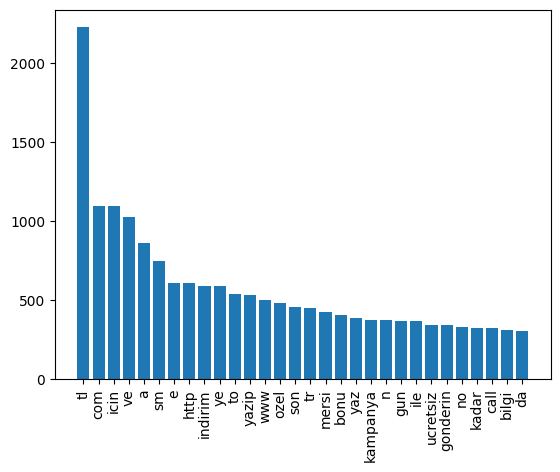 2000
1500
1000
500
0
tl
com
icin
ve
a
sm
e
http
indirim
ye
to
yazip
www
ozel
son
tr
mersi
bonu
yaz
kampanya
n
gun
ile
ucretsiz
gonderin
no
kadar
call
bilgi
da